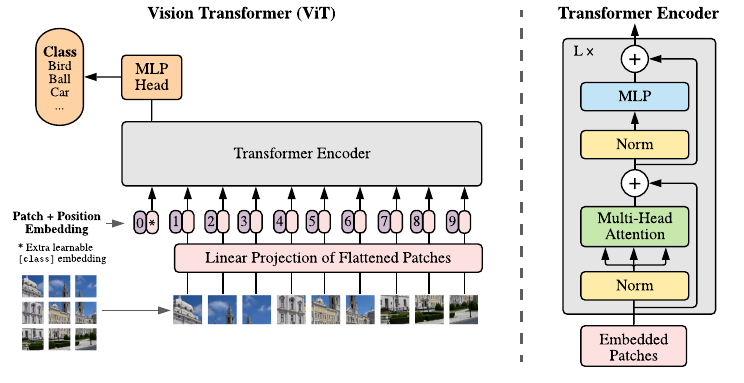 Vision Transformer (ViT)
Class
Bird
Ball
Car
...
MLP
Head
Transformer Encoder
Patch + Position
Embedding
0 * 1 2 3 4 5 6 7 8 9
* Extra learnable
[class] embedding
Linear Projection of Flattened Patches
Transformer Encoder
L ×
+
MLP
Norm
+
Multi-Head
Attention
Norm
Embedded
Patches